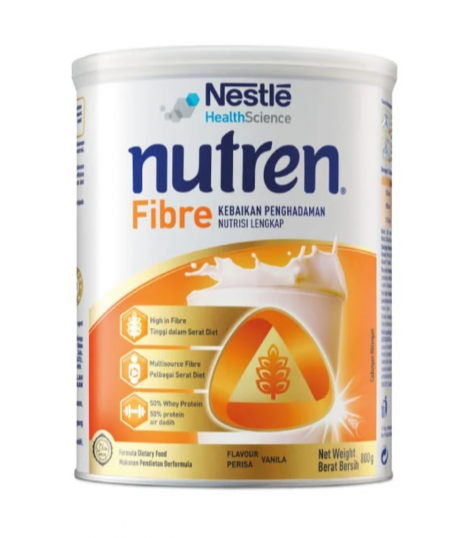 Nestlé
HealthScience
nutren®
Fibre
KEBAIKAN PENGHADAMAN
NUTRISI LENGKAP
High in Fibre
Tinggi dalam Serat Diet
Multisource Fibre
Pelbagai Serat Diet
50% Whey Protein
50% protein
air dadih
Formula Dietary Food
Makanan Pendietan Berformula
FLAVOUR
PERISA VANILA
Net Weight
Berat Bersih 800g